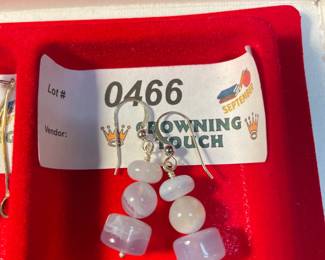 Lot #
0466
SEPTEMBER
Vendor:
CROWNING
TOUCH